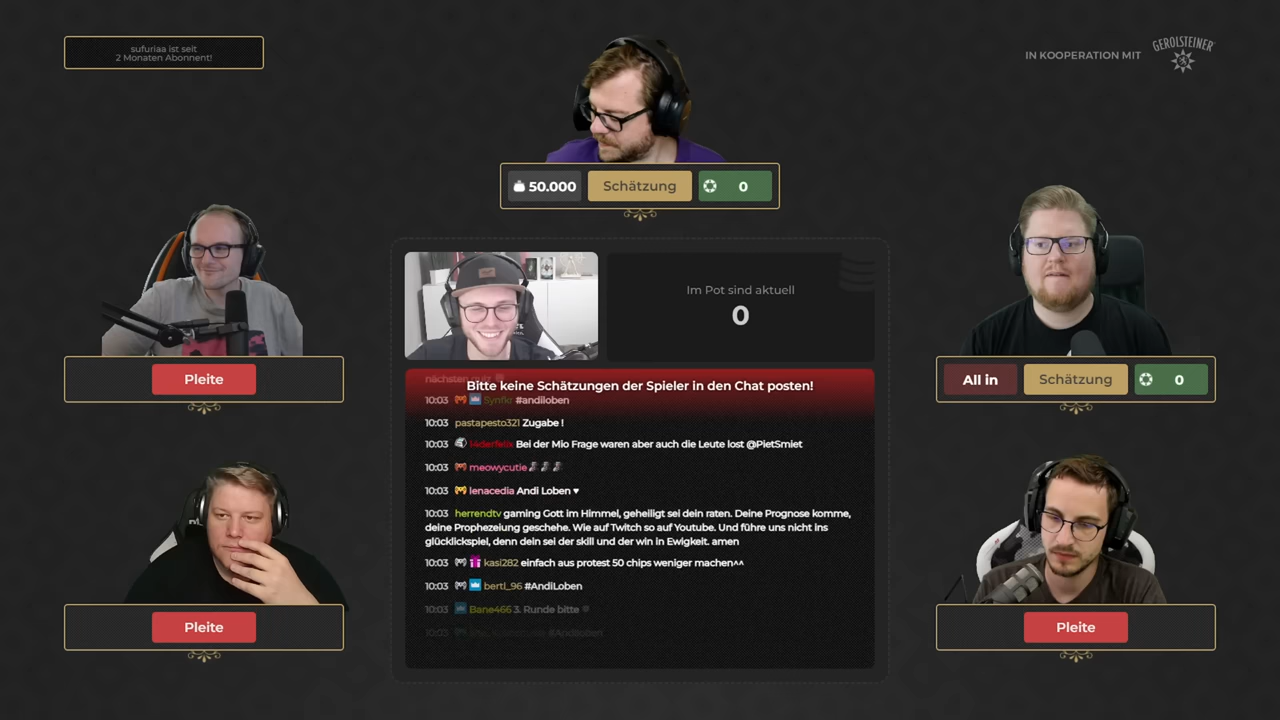 sufuriaa ist seit
2 Monaten Abonnent!
IN KOOPERATION MIT
GEROLSTEINER
50.000
Schätzung
0
Im Pot sind aktuell
0
Pleite
All in
Schätzung
0
Bitte keine Schätzungen der Spieler in den Chat posten!
10:03 Synfkr #andiloben
10:03 pastapesto321 Zugabe !
10:03 l4derfelix Bei der Mio Frage waren aber auch die Leute lost @PietSmiet
10:03 meowycutie
10:03 lenacedia Andi Loben ♥
10:03 herrendtv gaming Gott im Himmel, geheiligt sei dein raten. Deine Prognose komme,
deine Prophezeiung geschehe. Wie auf Twitch so auf Youtube. Und führe uns nicht ins
glücklickspiel, denn dein sei der skill und der win in Ewigkeit. amen
10:03 kasi282 einfach aus protest 50 chips weniger machen^^
10:03 bertl_96 #AndiLoben
10:03 Bane466 3. Runde bitte
10:03 #Andiloben
Pleite
Pleite